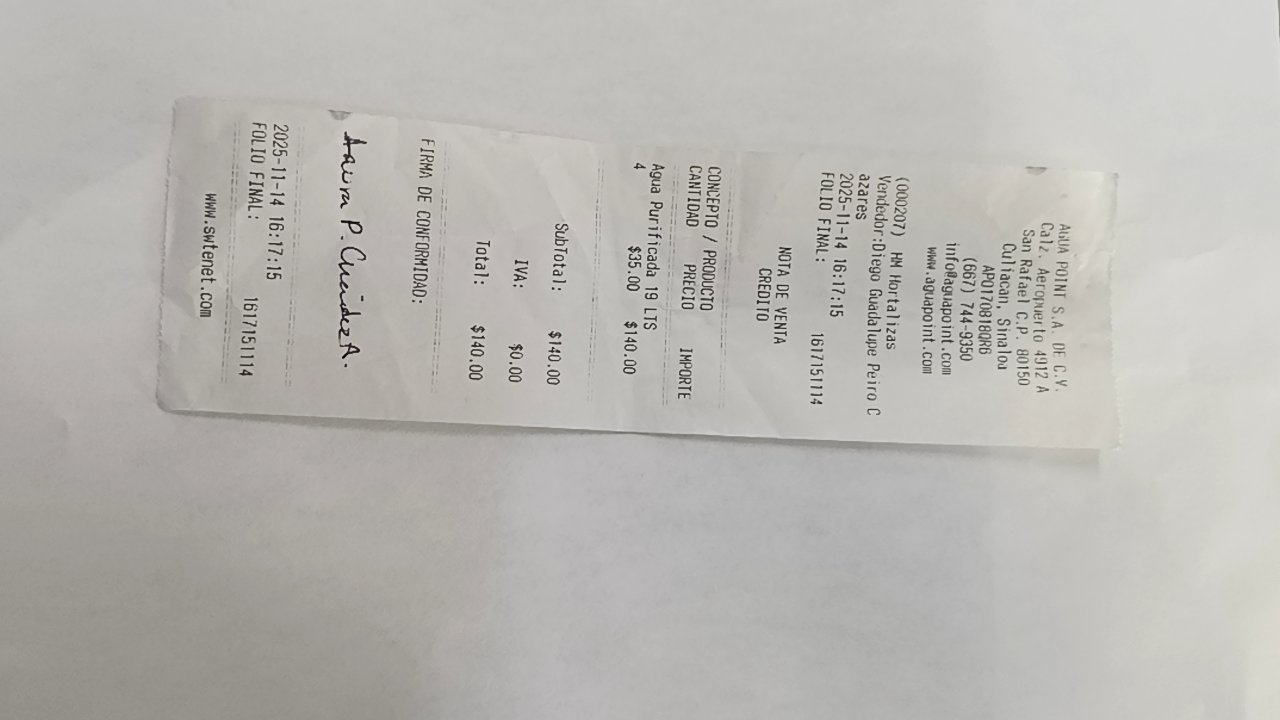 AGUA POINT S.A. DE C.V.
Calz. Aeropuerto 4912 A
San Rafael C.P. 80150
Culiacan, Sinaloa
APO170818QR6
(667) 744-9350
info@aguapoint.com
www.aguapoint.com
(000207) HN Hortalizas
Vendedor:Diego Guadalupe Peiro C
azares
2025-11-14 16:17:15
FOLIO FINAL: 1617151114
NOTA DE VENTA
CREDITO
CONCEPTO / PRODUCTO
CANTIDAD PRECIO IMPORTE
Agua Purificada 19 LTS
4 $35.00 $140.00
SubTotal: $140.00
IVA: $0.00
Total: $140.00
FIRMA DE CONFORMIDAD:
P. A.
2025-11-14 16:17:15
FOLIO FINAL: 1617151114
www.swtenet.com